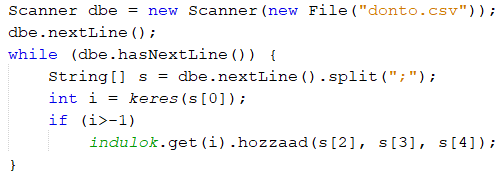 Scanner dbe = new Scanner(new File("donto.csv"));
dbe.nextLine();
while (dbe.hasNextLine()) {
    String[] s = dbe.nextLine().split(";");
    int i = keres(s[0]);
    if (i>-1)
        indulok.get(i).hozzaad(s[2], s[3], s[4]);
}